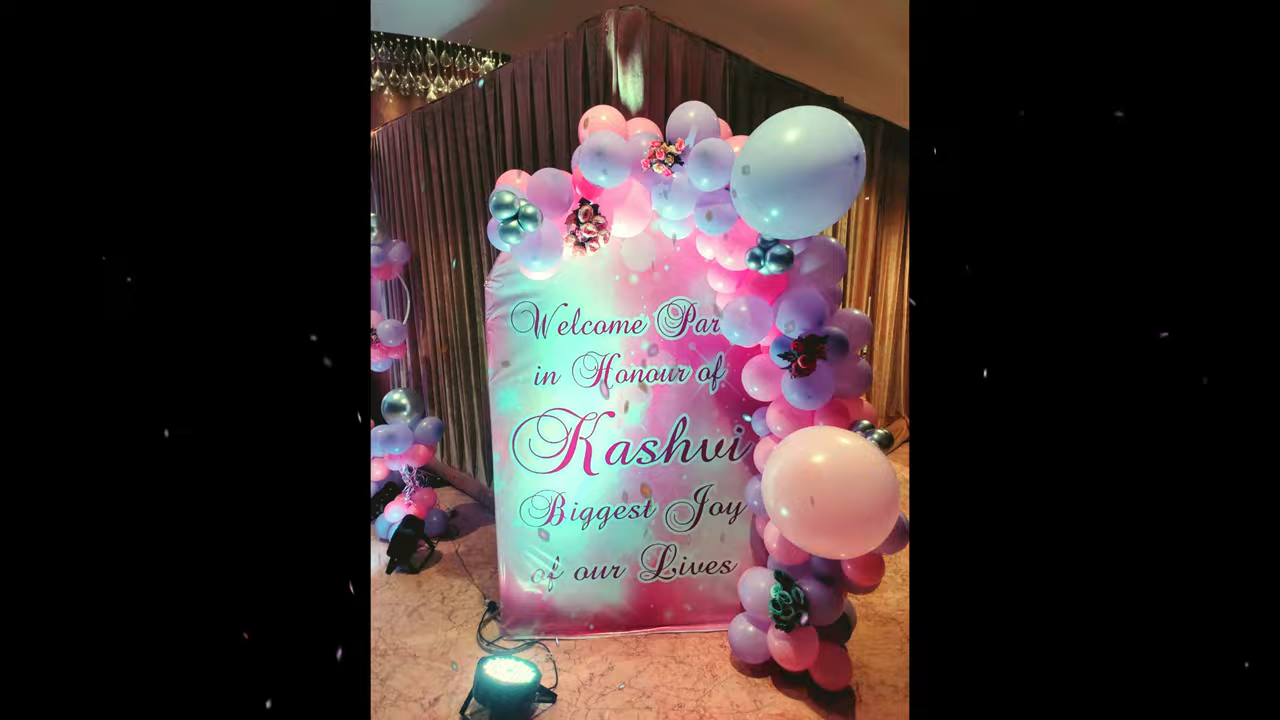 Welcome Par
in Honour of
Kashvi
Biggest Joy
of our Lives